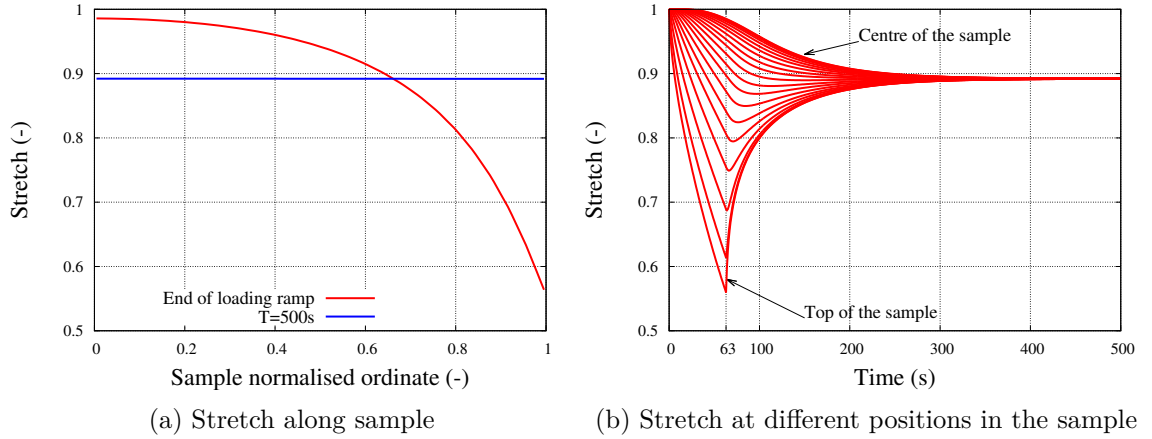 1
0.9
0.8
0.7
0.6
0.5
Stretch (-)
End of loading ramp
T=500s
0 0.2 0.4 0.6 0.8 1
Sample normalised ordinate (-)
(a) Stretch along sample
1
0.9
0.8
0.7
0.6
0.5
Stretch (-)
Centre of the sample
Top of the sample
0 63 100 200 300 400 500
Time (s)
(b) Stretch at different positions in the sample